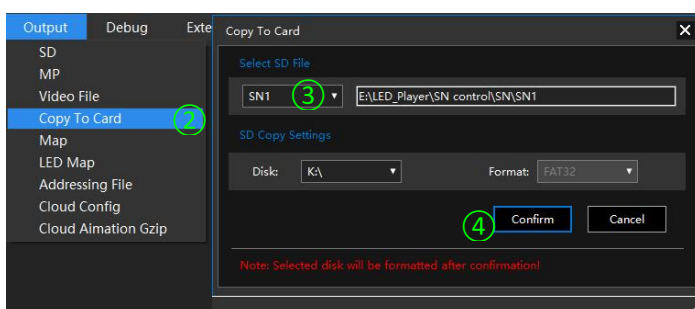 Output Debug Exte
SD
MP
Video File
Copy To Card 2
Map
LED Map
Addressing File
Cloud Config
Cloud Aimation Gzip
Copy To Card X
Select SD File
SN1 3 E:\LED_Player\SN control\SN\SN1
SD Copy Settings
Disk: K:\ Format: FAT32
4 Confirm Cancel
Note: Selected disk will be formatted after confirmation!